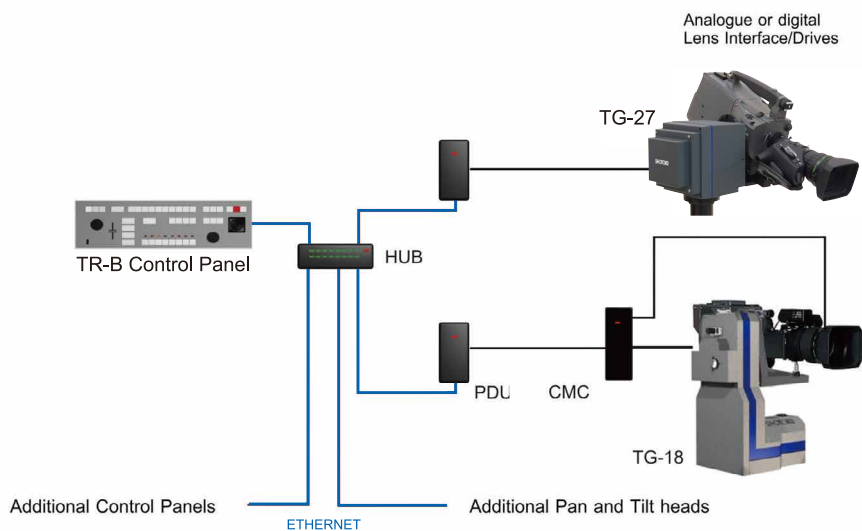 Analogue or digital
Lens Interface/Drives
TG-27
TR-B Control Panel
HUB
PDU
CMC
TG-18
Additional Control Panels
Additional Pan and Tilt heads
ETHERNET